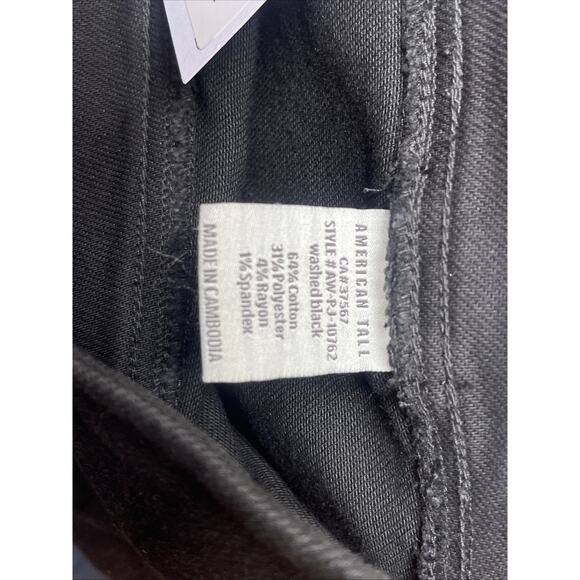 AMERICAN TALL
CA# 37567
STYLE # AW-PJ-10762
washed black
64% Cotton
31% Polyester
4% Rayon
1% Spandex
MADE IN CAMBODIA